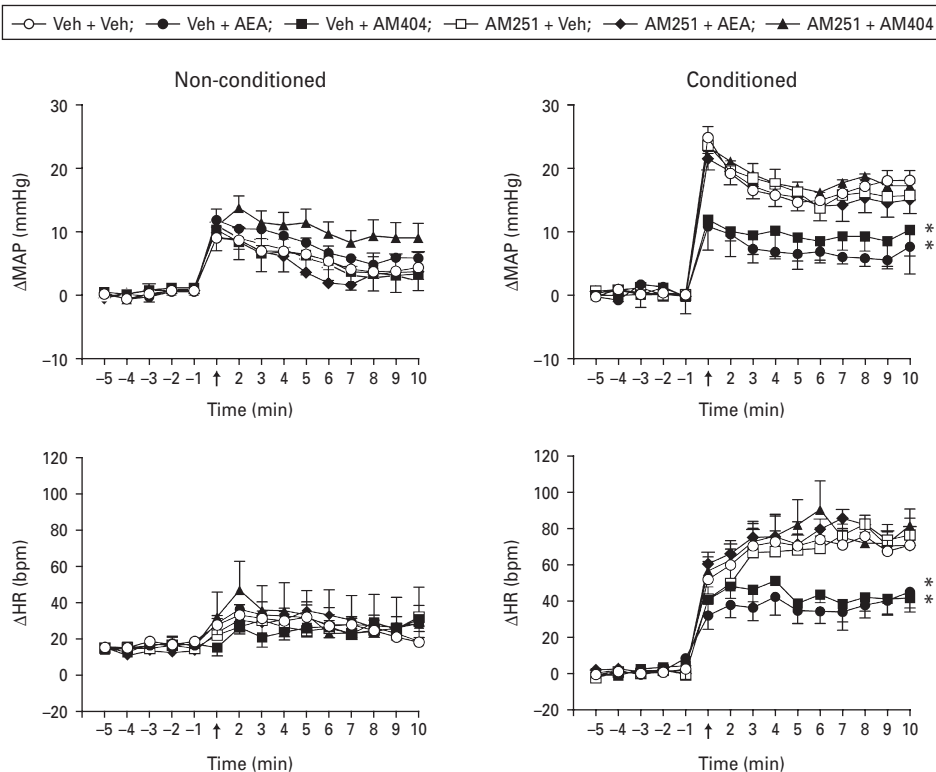 Veh + Veh; Veh + AEA; Veh + AM404; AM251 + Veh; AM251 + AEA; AM251 + AM404
Non-conditioned
30
20
10
0
−10
ΔMAP (mmHg)
−5 −4 −3 −2 −1 ↑ 2 3 4 5 6 7 8 9 10
Time (min)
Conditioned
30
20
10
0
−10
ΔMAP (mmHg)
*
*
−5 −4 −3 −2 −1 ↑ 2 3 4 5 6 7 8 9 10
Time (min)
120
100
80
60
40
20
0
−20
ΔHR (bpm)
−5 −4 −3 −2 −1 ↑ 2 3 4 5 6 7 8 9 10
Time (min)
120
100
80
60
40
20
0
−20
ΔHR (bpm)
*
*
−5 −4 −3 −2 −1 ↑ 2 3 4 5 6 7 8 9 10
Time (min)